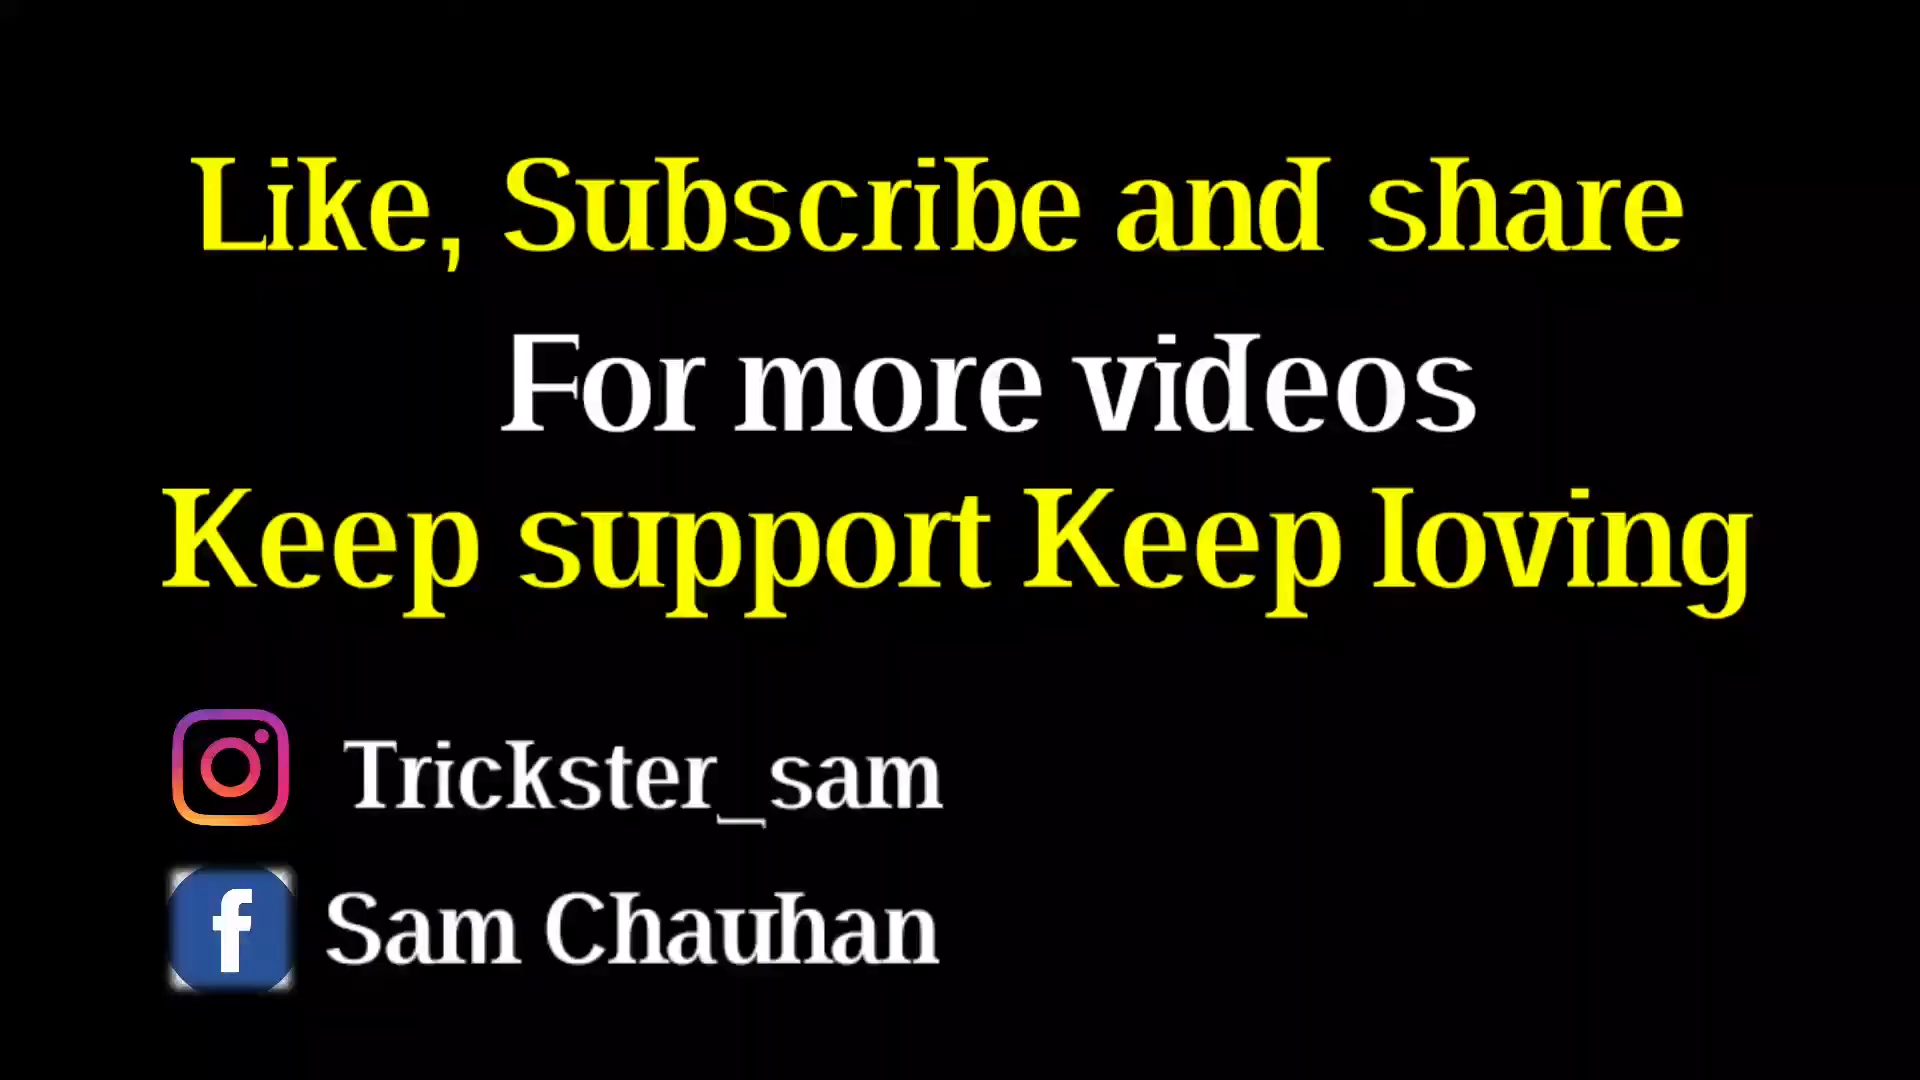 Like, Subscribe and share
For more videos
Keep support Keep loving
Trickster_sam
Sam Chauhan